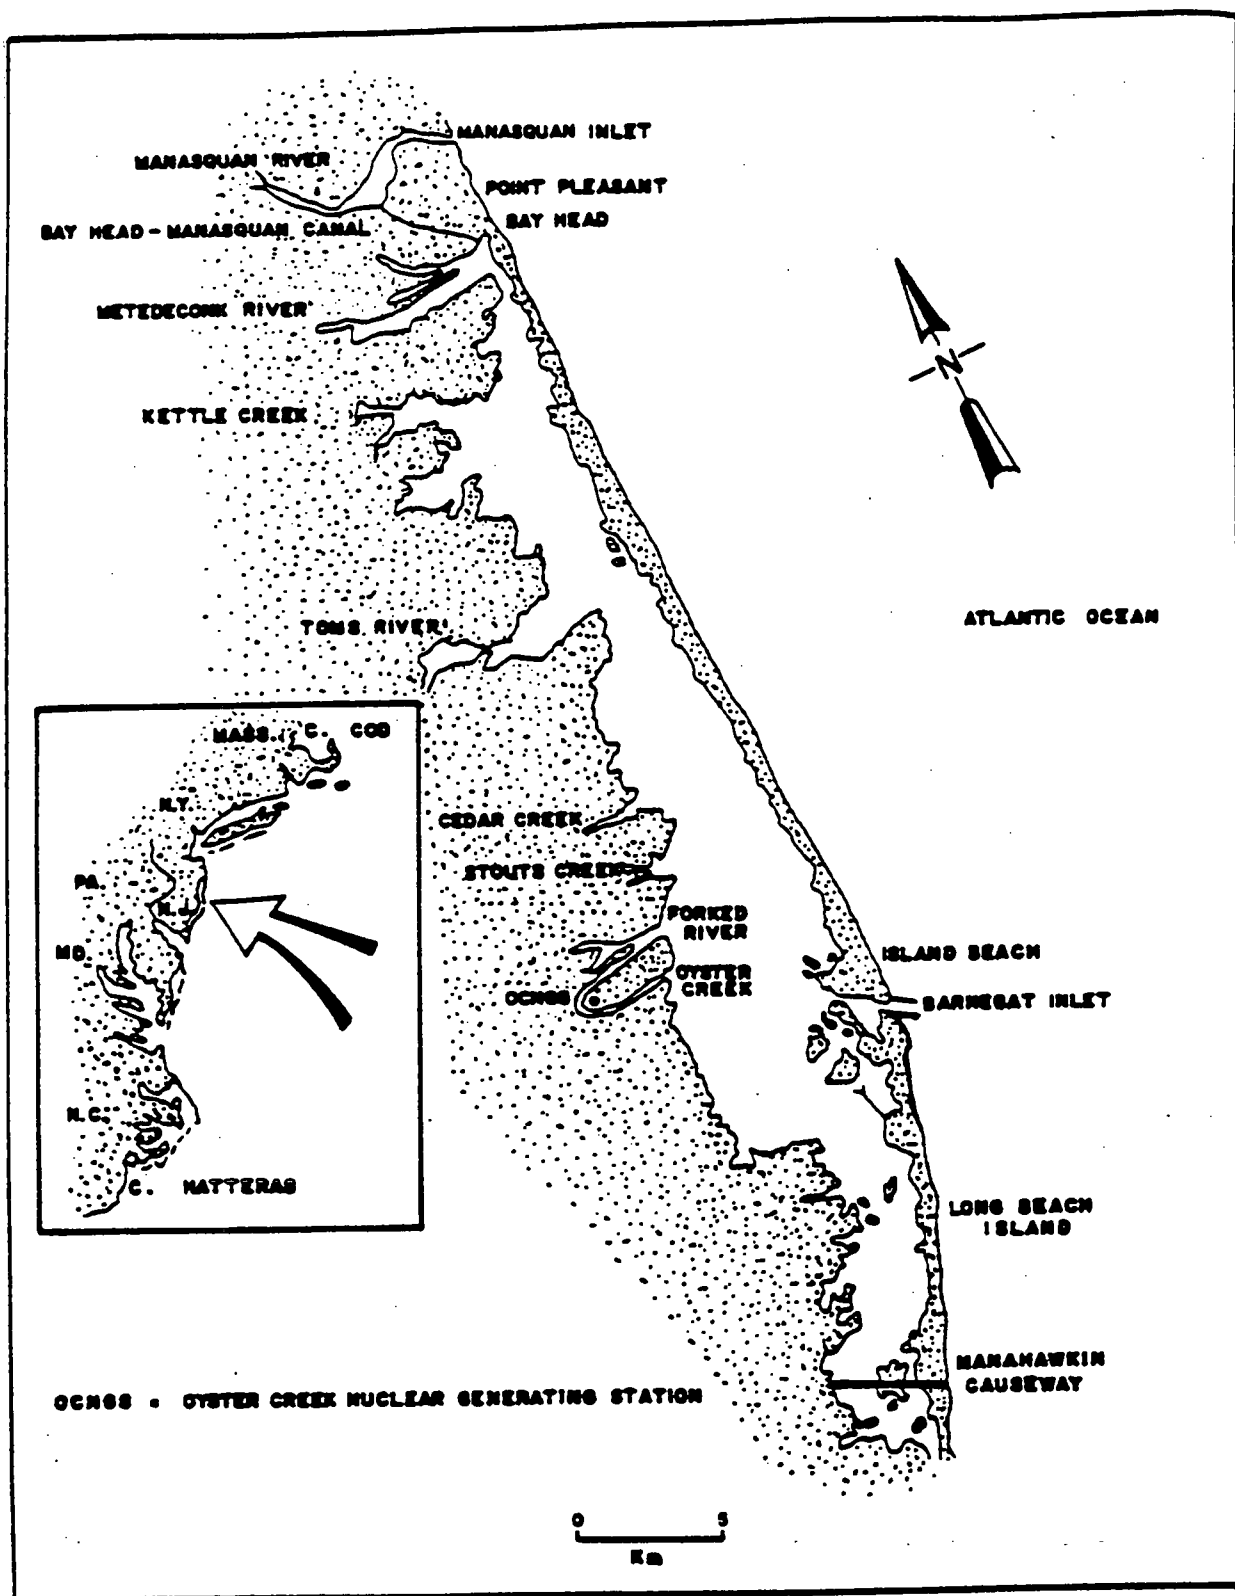 MANASQUAN INLET
MANASQUAN RIVER
POINT PLEASANT
BAY HEAD
BAY HEAD - MANASQUAN CANAL
METEDECONK RIVER
N
KETTLE CREEK
ATLANTIC OCEAN
TOMS RIVER
MASS.
C. COD
N.Y.
CEDAR CREEK
STOUTS CREEK
PA.
N.J.
FORKED
RIVER
MD.
ISLAND BEACH
OYSTER
CREEK
OCNGS
BARNEGAT INLET
N.C.
C. HATTERAS
LONG BEACH
ISLAND
MANAHAWKIN
CAUSEWAY
OCNGS = OYSTER CREEK NUCLEAR GENERATING STATION
0 5
Km